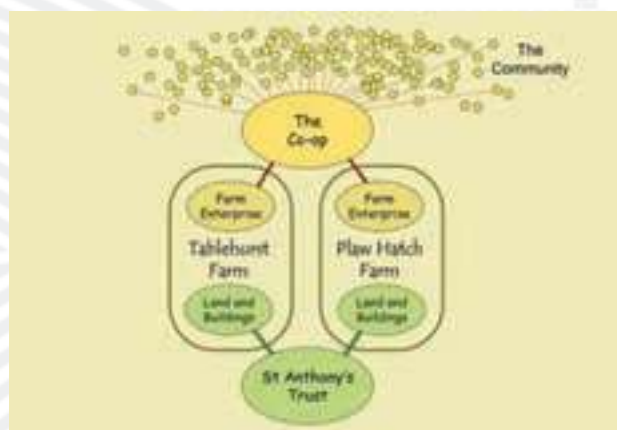 The
Community
The
Co-op
Farm
Enterprise
Farm
Enterprise
Tablehurst
Farm
Plaw Hatch
Farm
Land and
Buildings
Land and
Buildings
St Anthony's
Trust